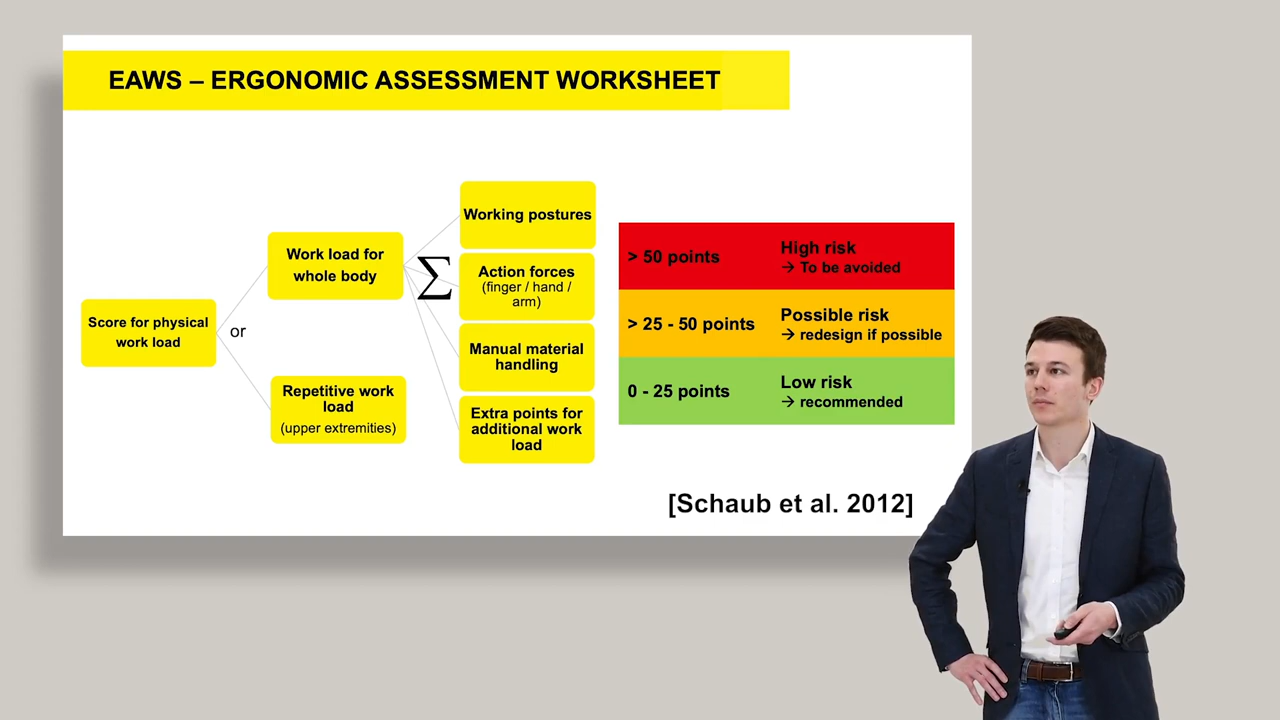 EAWS – ERGONOMIC ASSESSMENT WORKSHEET
Score for physical
work load
or
Work load for
whole body
Repetitive work
load
(upper extremities)
∑
Working postures
Action forces
(finger / hand /
arm)
Manual material
handling
Extra points for
additional work
load
> 50 points
High risk
→ To be avoided
> 25 - 50 points
Possible risk
→ redesign if possible
0 - 25 points
Low risk
→ recommended
[Schaub et al. 2012]